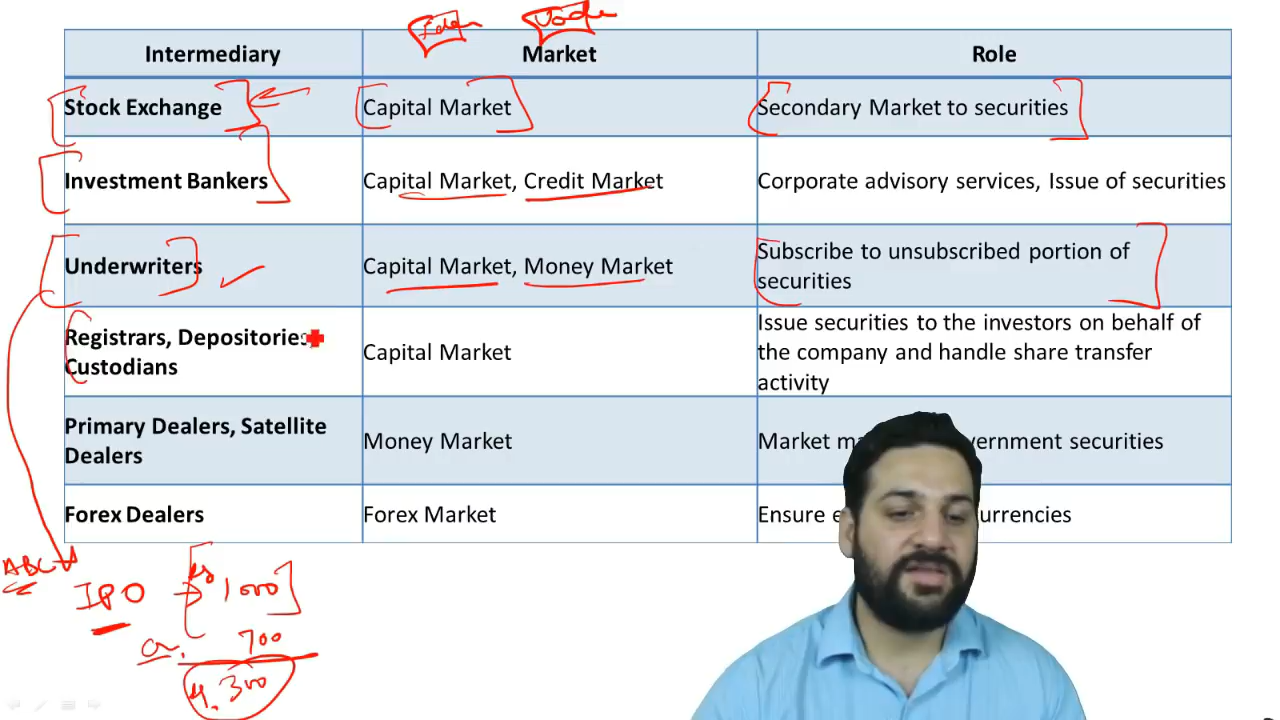 Intermediary Market Role
Stock Exchange Capital Market Secondary Market to securities
Investment Bankers Capital Market, Credit Market Corporate advisory services, Issue of securities
Underwriters Capital Market, Money Market Subscribe to unsubscribed portion of
securities
Registrars, Depositories Capital Market Issue securities to the investors on behalf of
Custodians the company and handle share transfer
activity
Primary Dealers, Satellite Money Market Market vernment securities
Dealers
Forex Dealers Forex Market Ensure urrencies
ABC
IPO 1000
700
300